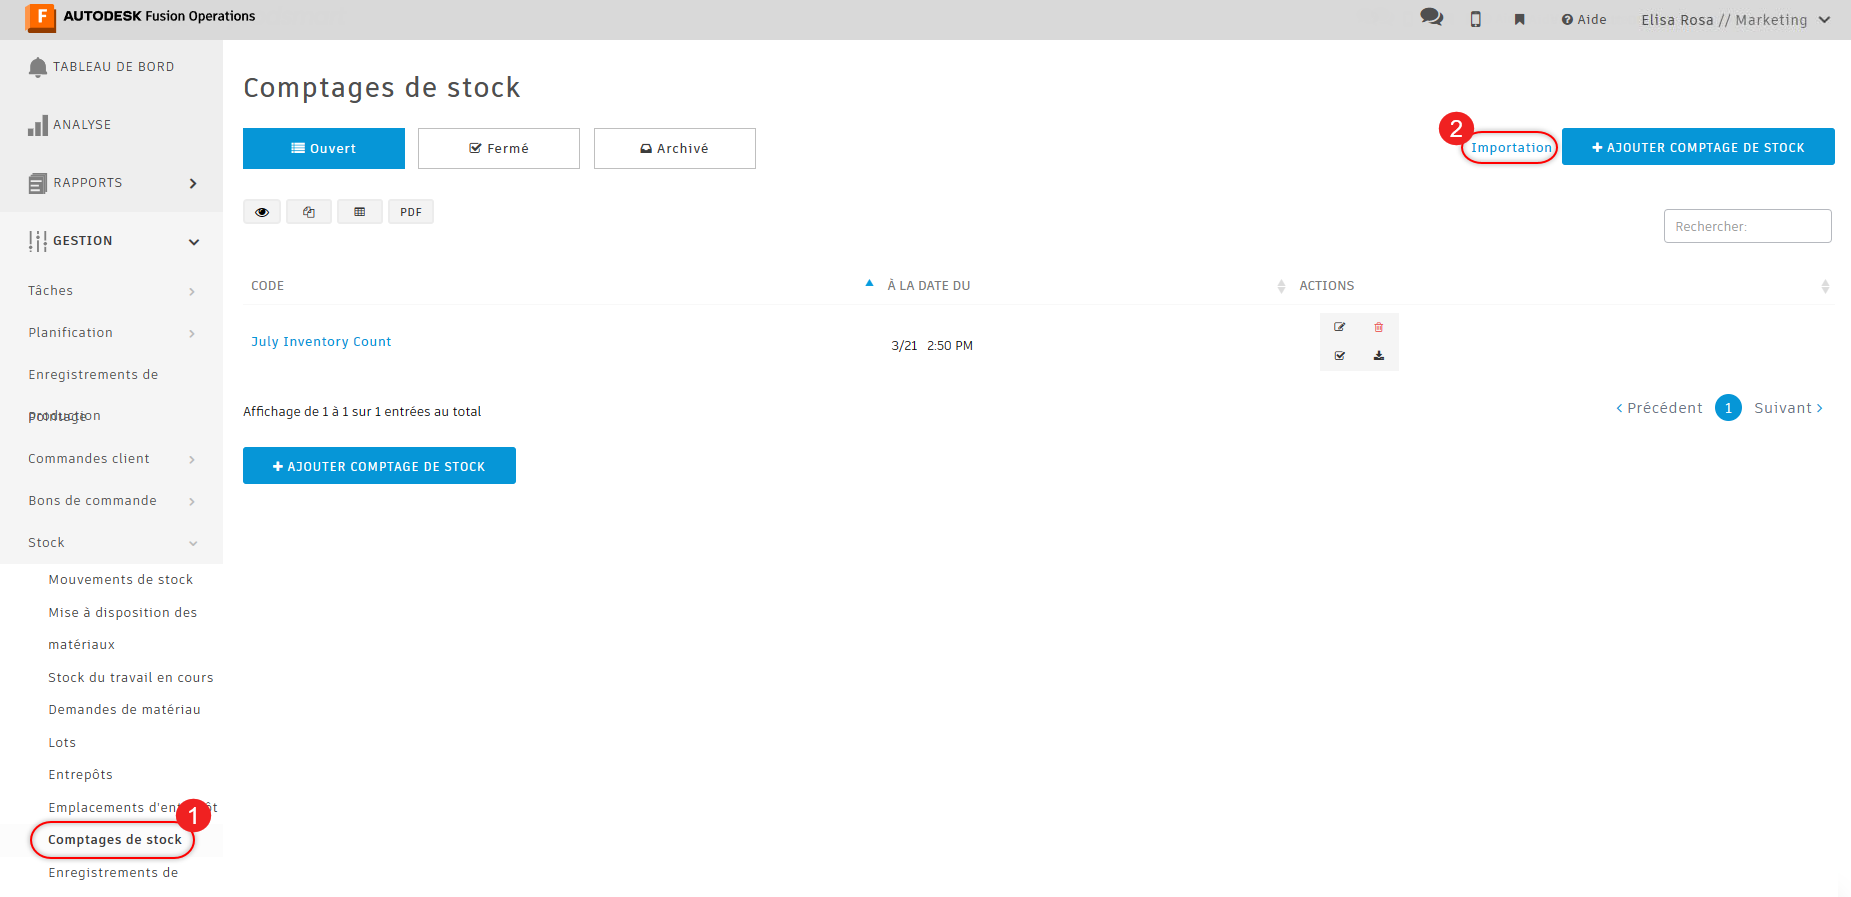 F AUTODESK Fusion Operations
Aide
Elisa Rosa // Marketing
TABLEAU DE BORD
ANALYSE
RAPPORTS
GESTION
Tâches
Planification
Enregistrements de
production
Pointage
Commandes client
Bons de commande
Stock
Mouvements de stock
Mise à disposition des
matériaux
Stock du travail en cours
Demandes de matériau
Lots
Entrepôts
Emplacements d'ent ôt
1
Comptages de stock
Enregistrements de
Comptages de stock
Ouvert
Fermé
Archivé
2
Importation
+ AJOUTER COMPTAGE DE STOCK
PDF
Rechercher:
CODE
À LA DATE DU
ACTIONS
July Inventory Count
3/21 2:50 PM
Affichage de 1 à 1 sur 1 entrées au total
< Précédent 1 Suivant >
+ AJOUTER COMPTAGE DE STOCK